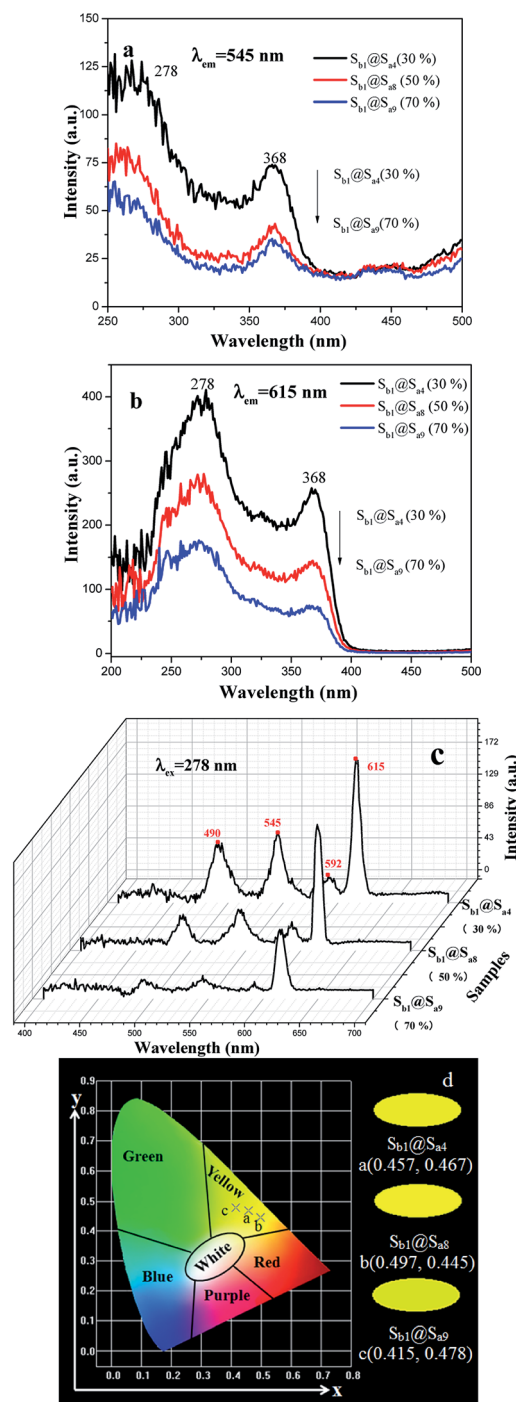 a
λem=545 nm
278
368
Sb1@Sa4 (30 %)
Sb1@Sa8 (50 %)
Sb1@Sa9 (70 %)
Sb1@Sa4(30 %)
Sb1@Sa9(70 %)
Intensity (a.u.)
150
125
100
75
50
25
0
250 300 350 400 450 500
Wavelength (nm)
b
278
λem=615 nm
368
Sb1@Sa4 (30 %)
Sb1@Sa8 (50 %)
Sb1@Sa9 (70 %)
Sb1@Sa4 (30 %)
Sb1@Sa9 (70 %)
Intensity (a.u.)
400
300
200
100
0
200 250 300 350 400 450 500
Wavelength (nm)
λex=278 nm
c
490
545
592
615
172
129
86
43
0
Intensity (a.u.)
Sb1@Sa4
( 30 %)
Sb1@Sa8
( 50 %)
Sb1@Sa9
( 70 %)
Samples
400 450 500 550 600 650 700
Wavelength (nm)
d
y
0.9
0.8
0.7
0.6
0.5
0.4
0.3
0.2
0.1
0.0
0.0 0.1 0.2 0.3 0.4 0.5 0.6 0.7 0.8
x
Green
Yellow
c
a
b
White
Blue
Red
Purple
Sb1@Sa4
a(0.457, 0.467)
Sb1@Sa8
b(0.497, 0.445)
Sb1@Sa9
c(0.415, 0.478)